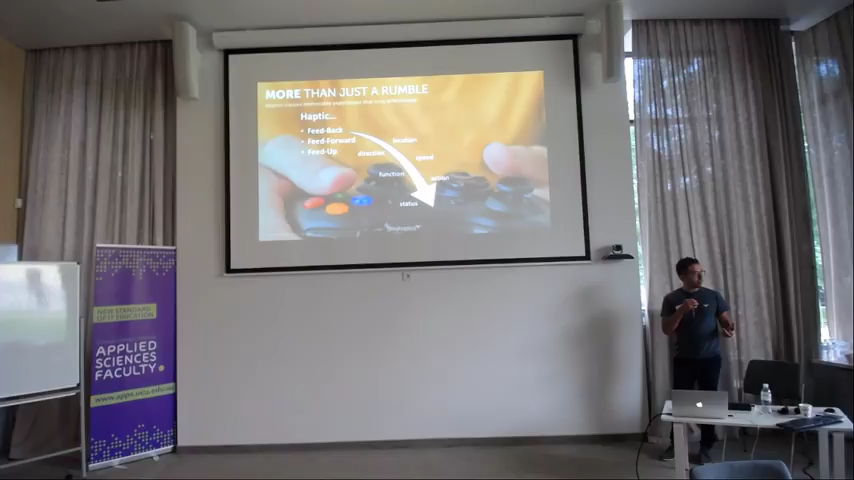 MORE THAN JUST A RUMBLE
Haptic...
• Feed-Back
• Feed-Forward
• Feed-Up
location
direction
speed
function
action
status
NEW STANDARD
OF IT EDUCATION
APPLIED
SCIENCES
FACULTY